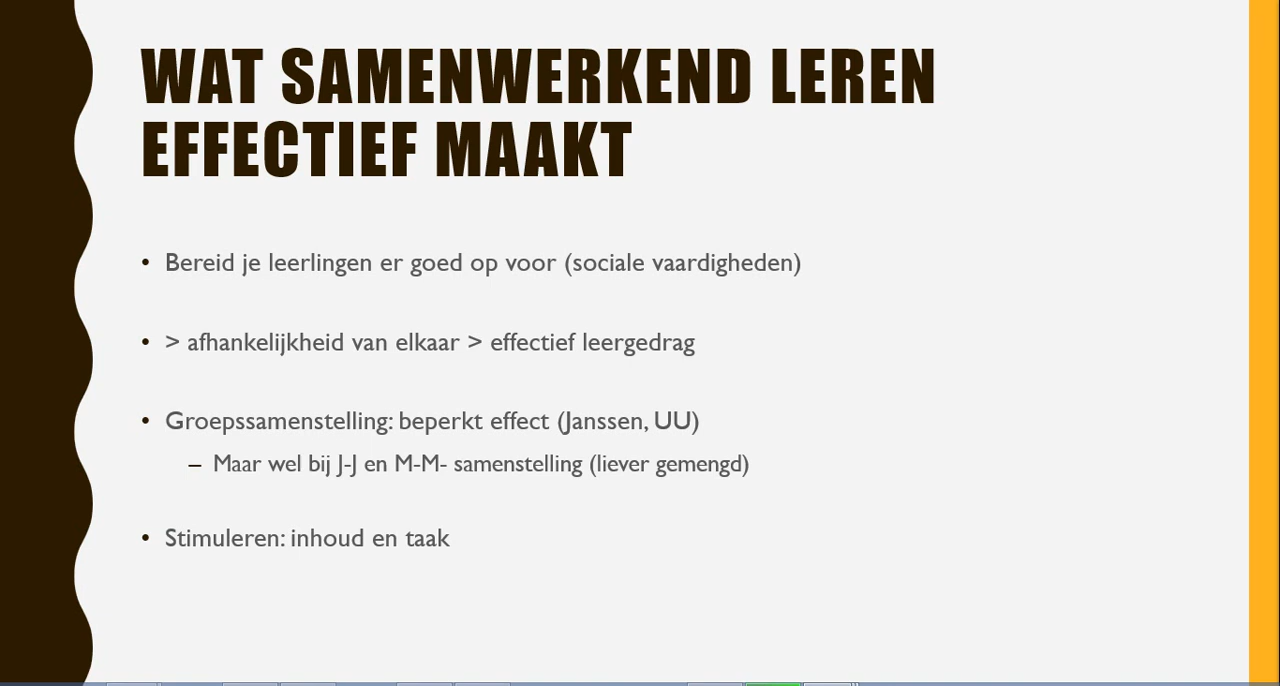 WAT SAMENWERKEND LEREN
EFFECTIEF MAAKT
• Bereid je leerlingen er goed op voor (sociale vaardigheden)
• > afhankelijkheid van elkaar > effectief leergedrag
• Groepssamenstelling: beperkt effect (Janssen, UU)
– Maar wel bij J-J en M-M- samenstelling (liever gemengd)
• Stimuleren: inhoud en taak